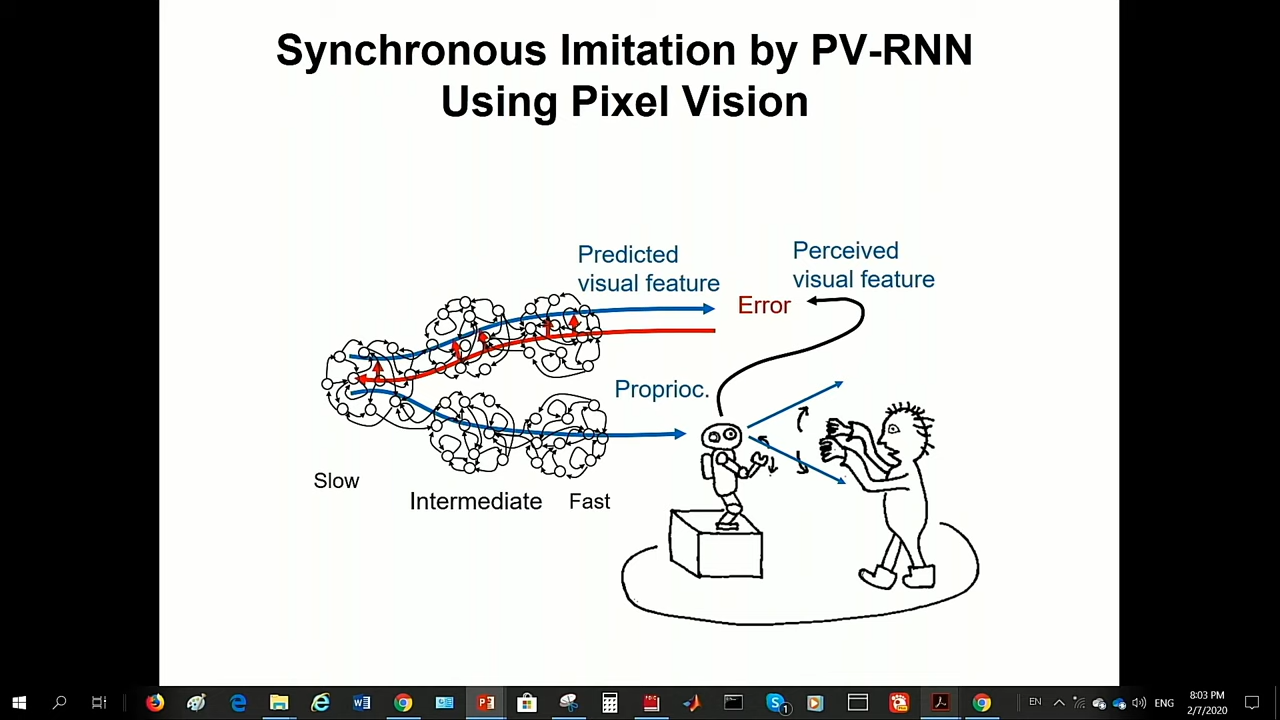 Synchronous Imitation by PV-RNN
Using Pixel Vision
Predicted
visual feature
Perceived
visual feature
Error
Proprioc.
Slow
Intermediate
Fast
EN
ENG
8:03 PM
2/7/2020